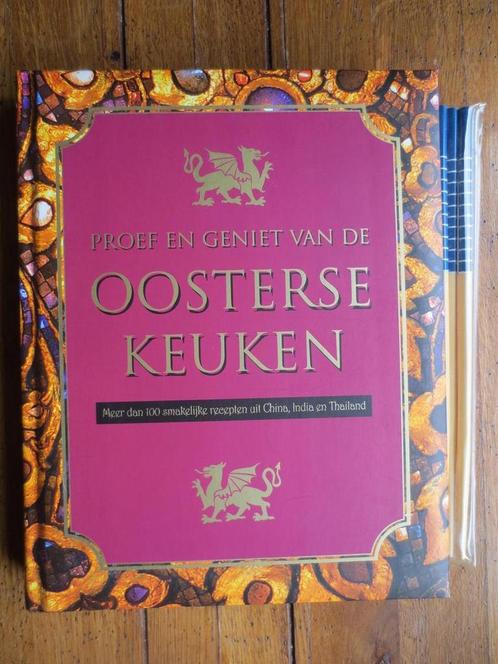 PROEF EN GENIET VAN DE
OOSTERSE
KEUKEN
Meer dan 100 smakelijke recepten uit China, India en Thailand